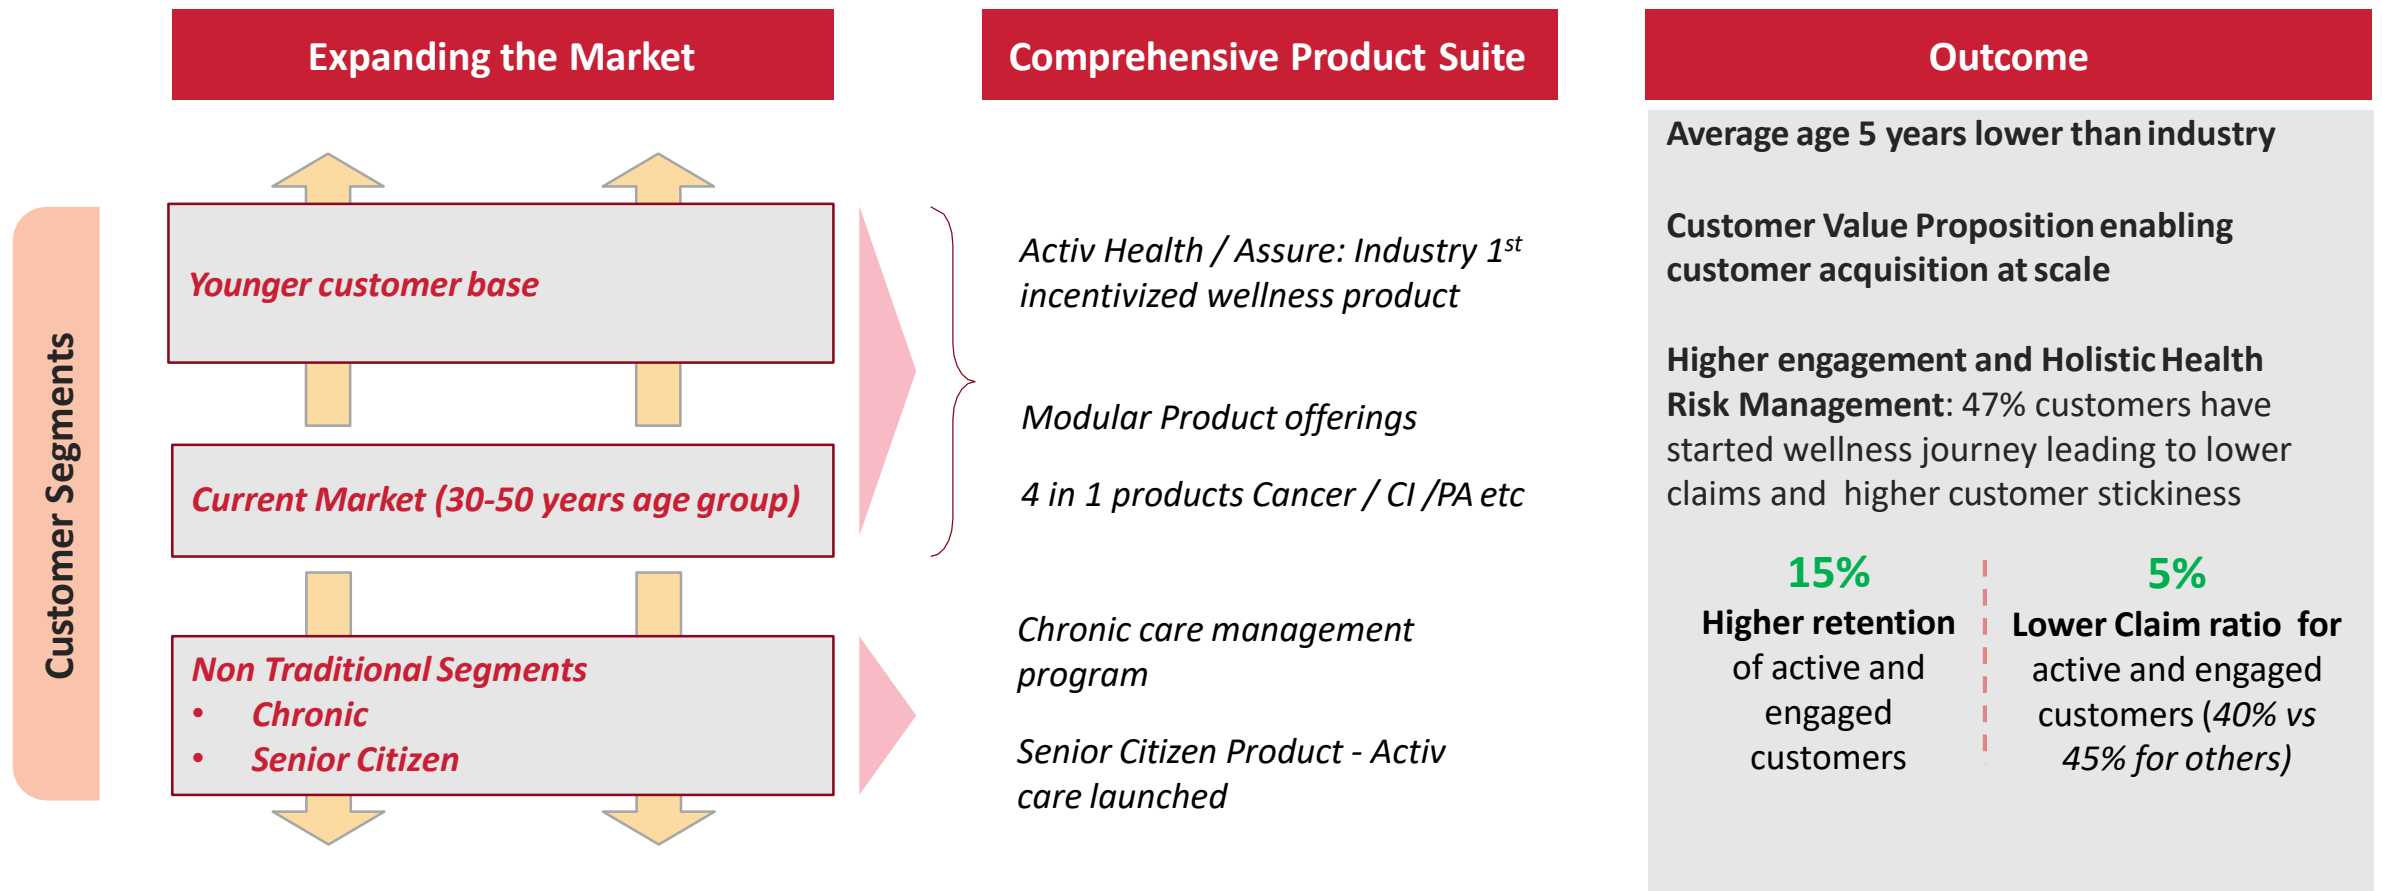 Expanding the Market
Comprehensive Product Suite
Outcome
Customer Segments
Younger customer base
Current Market (30-50 years age group)
Non Traditional Segments
• Chronic
• Senior Citizen
Activ Health / Assure: Industry 1st
incentivized wellness product
Modular Product offerings
4 in 1 products Cancer / CI /PA etc
Chronic care management
program
Senior Citizen Product - Activ
care launched
Average age 5 years lower than industry
Customer Value Proposition enabling
customer acquisition at scale
Higher engagement and Holistic Health
Risk Management: 47% customers have
started wellness journey leading to lower
claims and higher customer stickiness
15%
Higher retention
of active and
engaged
customers
5%
Lower Claim ratio for
active and engaged
customers (40% vs
45% for others)